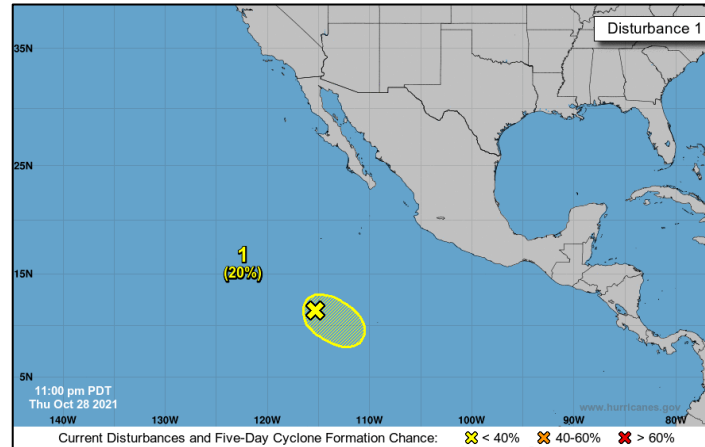 Disturbance 1
35N
25N
1
(20%)
15N
5N
11:00 pm PDT
Thu Oct 28 2021
www.hurricanes.gov
140W 130W 120W 110W 100W 90W 80W
Current Disturbances and Five-Day Cyclone Formation Chance: < 40% 40-60% > 60%